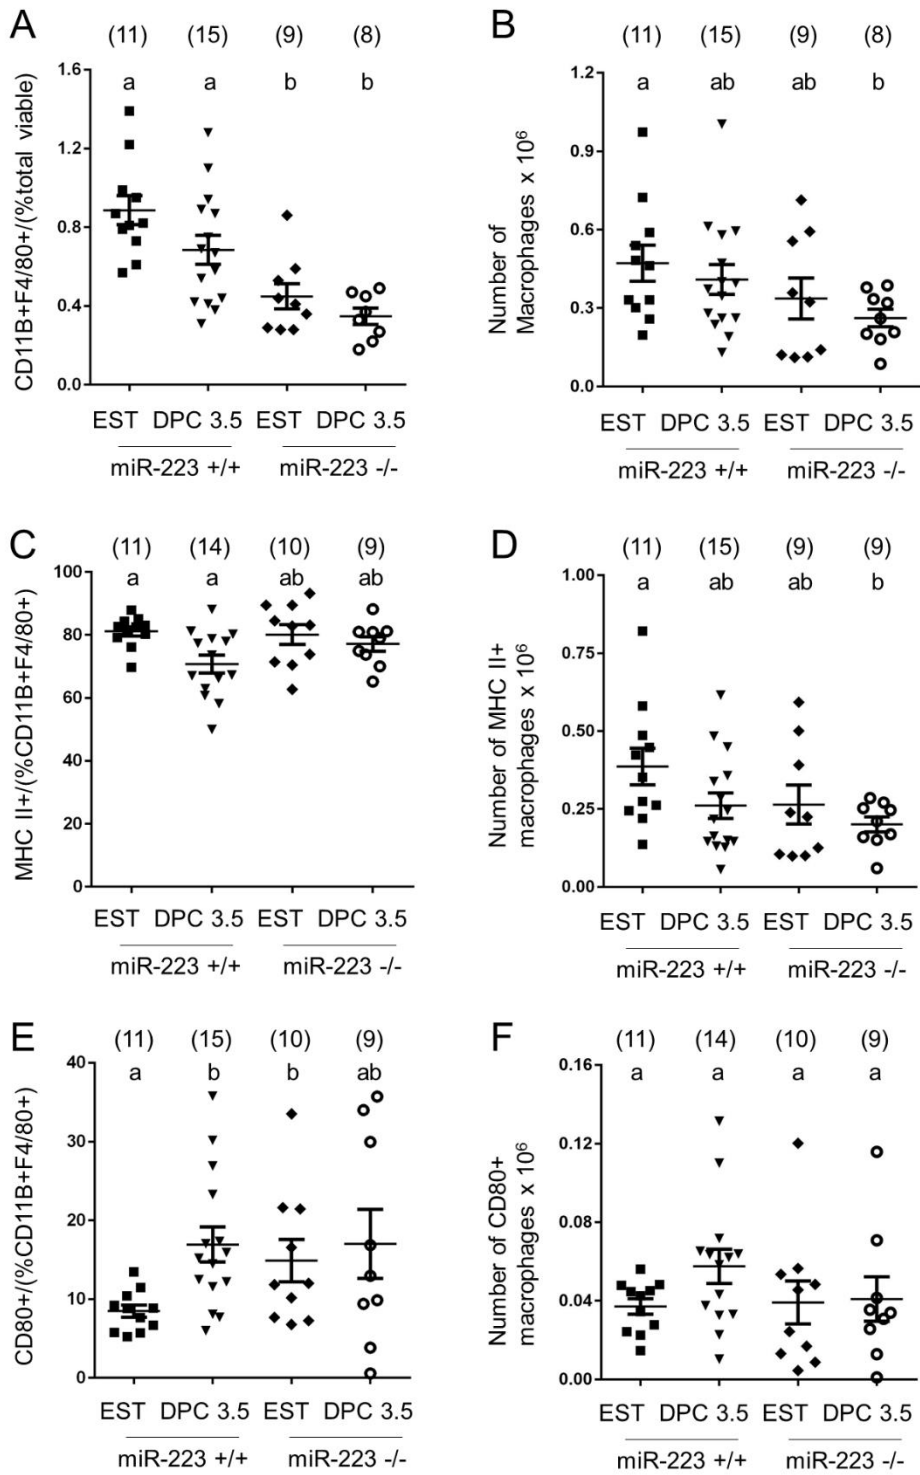 A
(11) (15) (9) (8)
a a b b
CD11B+F4/80+/(%total viable)
1.6
1.2
0.8
0.4
0.0
EST DPC 3.5 EST DPC 3.5
miR-223 +/+ miR-223 -/-
B
(11) (15) (9) (8)
a ab ab b
Number of
Macrophages x 10⁶
1.2
0.9
0.6
0.3
0.0
EST DPC 3.5 EST DPC 3.5
miR-223 +/+ miR-223 -/-
C
(11) (14) (10) (9)
a a ab ab
MHC II+/(%CD11B+F4/80+)
100
80
60
40
20
0
EST DPC 3.5 EST DPC 3.5
miR-223 +/+ miR-223 -/-
D
(11) (15) (9) (9)
a ab ab b
Number of MHC II+
macrophages x 10⁶
1.00
0.75
0.50
0.25
0.00
EST DPC 3.5 EST DPC 3.5
miR-223 +/+ miR-223 -/-
E
(11) (15) (10) (9)
a b b ab
CD80+/(%CD11B+F4/80+)
40
30
20
10
0
EST DPC 3.5 EST DPC 3.5
miR-223 +/+ miR-223 -/-
F
(11) (14) (10) (9)
a a a a
Number of CD80+
macrophages x 10⁶
0.16
0.12
0.08
0.04
0.00
EST DPC 3.5 EST DPC 3.5
miR-223 +/+ miR-223 -/-